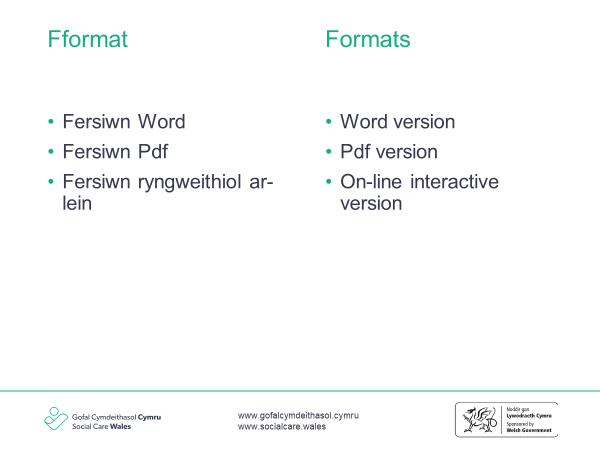 Fformat
• Fersiwn Word
• Fersiwn Pdf
• Fersiwn ryngweithiol ar-
lein
Formats
• Word version
• Pdf version
• On-line interactive
version
Gofal Cymdeithasol Cymru
Social Care Wales
www.gofalcymdeithasol.cymru
www.socialcare.wales
Noddir gan
Lywodraeth Cymru
Sponsored by
Welsh Government